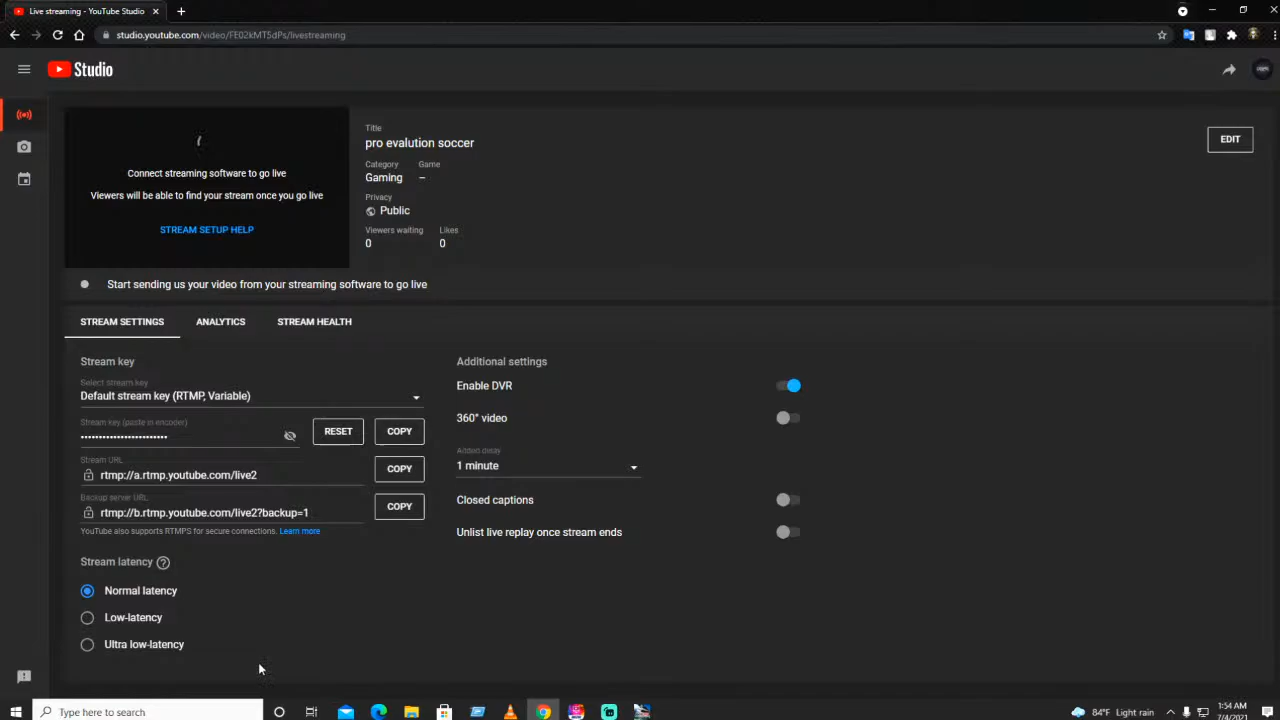 Live streaming - YouTube Studio
studio.youtube.com/video/FE02kMT5dPs/livestreaming
Studio
Connect streaming software to go live
Viewers will be able to find your stream once you go live
STREAM SETUP HELP
Title
pro evalution soccer
EDIT
Category Game
Gaming –
Privacy
Public
Viewers waiting Likes
0 0
Start sending us your video from your streaming software to go live
STREAM SETTINGS ANALYTICS STREAM HEALTH
Stream key
Select stream key
Default stream key (RTMP, Variable)
Stream key (paste in encoder)
••••••••••••••••••••••••
RESET COPY
Stream URL
rtmp://a.rtmp.youtube.com/live2 COPY
Backup server URL
rtmp://b.rtmp.youtube.com/live2?backup=1 COPY
YouTube also supports RTMPS for secure connections. Learn more
Stream latency
Normal latency
Low-latency
Ultra low-latency
Additional settings
Enable DVR
360° video
Added delay
1 minute
Closed captions
Unlist live replay once stream ends
Type here to search
84°F Light rain
1:54 AM
7/4/2021